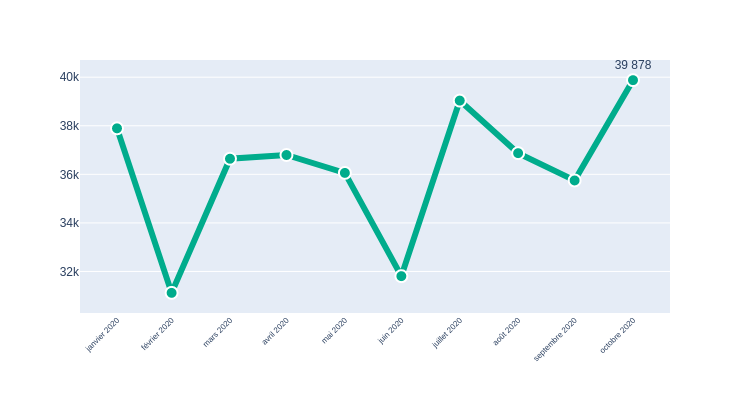 39 878
40k
38k
36k
34k
32k
janvier 2020
février 2020
mars 2020
avril 2020
mai 2020
juin 2020
juillet 2020
août 2020
septembre 2020
octobre 2020